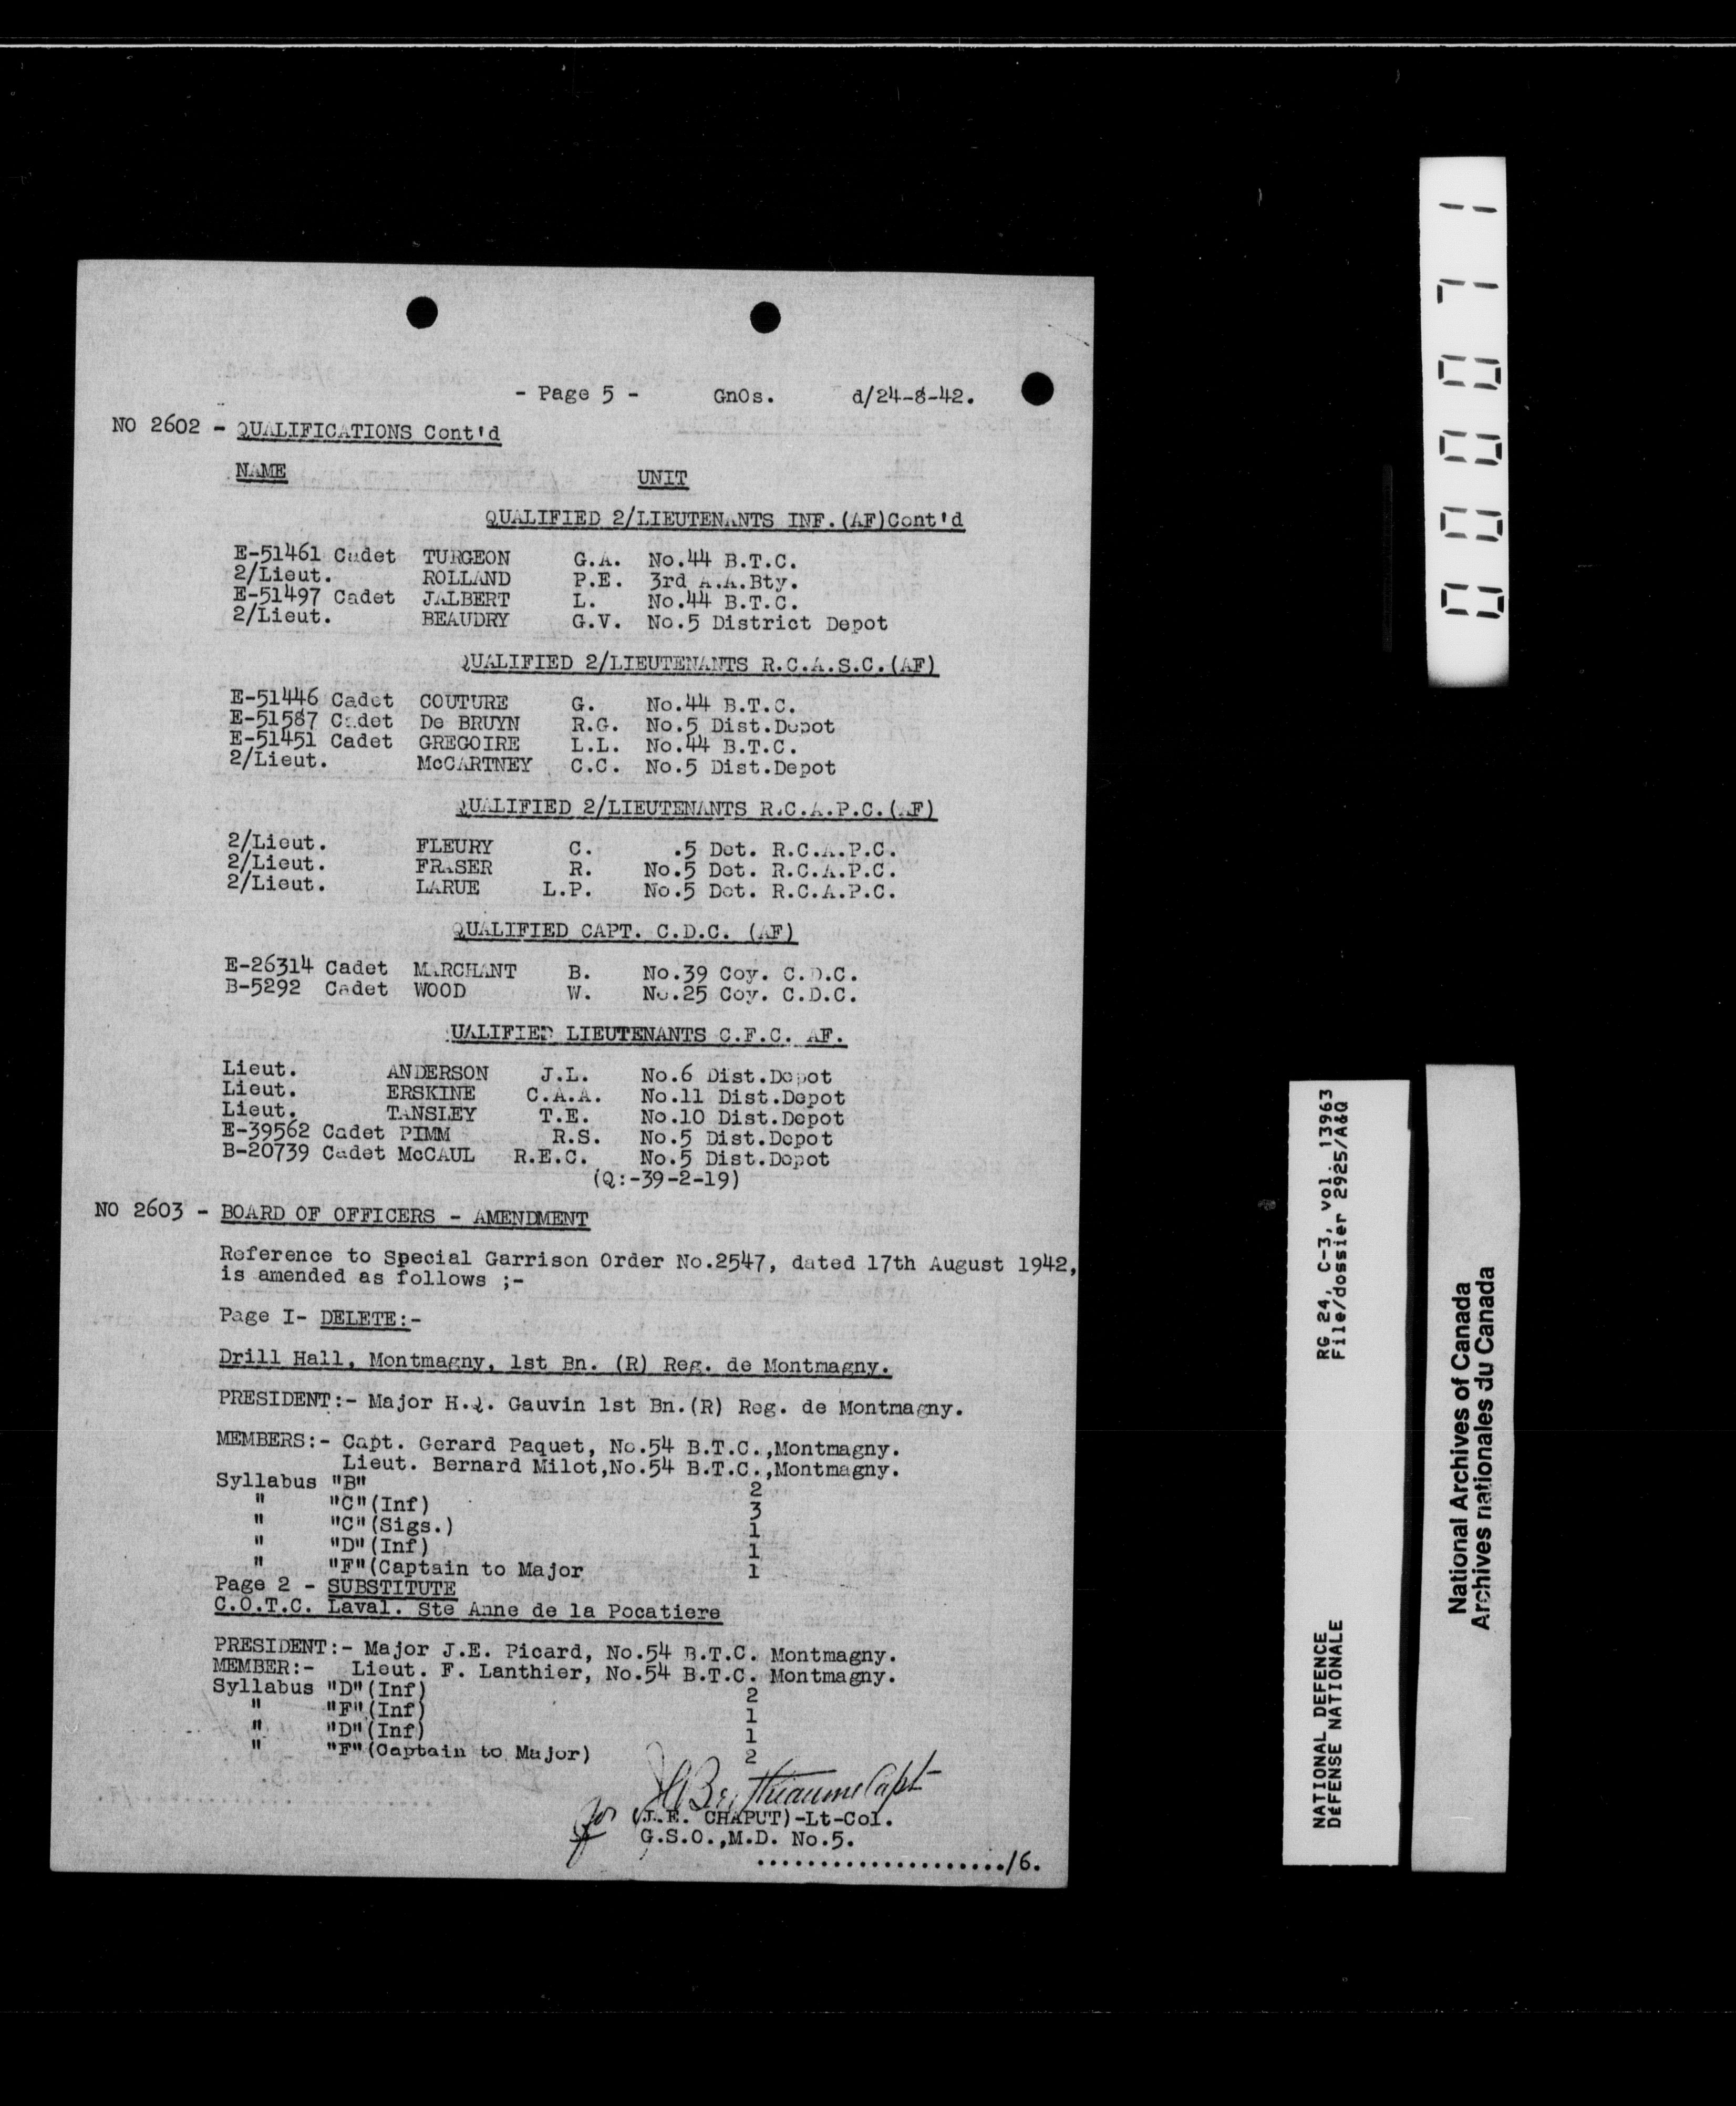 - Page 5 - GnOs. d/24-8-42.
NO 2602 - QUALIFICATIONS Cont'd
NAME UNIT
QUALIFIED 2/LIEUTENANTS INF.(AF)Cont'd
E-51461 Cadet TURGEON G.A. No.44 B.T.C.
2/Lieut. ROLLAND P.E. 3rd A.A.Bty.
E-51497 Cadet JALBERT L. No.44 B.T.C.
2/Lieut. BEAUDRY G.V. No.5 District Depot
QUALIFIED 2/LIEUTENANTS R.C.A.S.C.(AF)
E-51446 Cadet COUTURE G. No.44 B.T.C.
E-51587 Cadet De BRUYN R.G. No.5 Dist.Depot
E-51451 Cadet GREGOIRE L.L. No.44 B.T.C.
2/Lieut. McCARTNEY C.C. No.5 Dist.Depot
QUALIFIED 2/LIEUTENANTS R.C.A.P.C.(AF)
2/Lieut. FLEURY C. .5 Det. R.C.A.P.C.
2/Lieut. FRASER R. No.5 Det. R.C.A.P.C.
2/Lieut. LARUE L.P. No.5 Det. R.C.A.P.C.
QUALIFIED CAPT. C.D.C. (AF)
E-26314 Cadet MARCHANT B. No.39 Coy. C.D.C.
B-5292 Cadet WOOD W. No.25 Coy. C.D.C.
UALIFIED LIEUTENANTS C.F.C. AF.
Lieut. ANDERSON J.L. No.6 Dist.Depot
Lieut. ERSKINE C.A.A. No.11 Dist.Depot
Lieut. TANSLEY T.E. No.10 Dist.Depot
E-39562 Cadet PIMM R.S. No.5 Dist.Depot
B-20739 Cadet McCAUL R.E.C. No.5 Dist.Depot
(Q:-39-2-19)
NO 2603 - BOARD OF OFFICERS - AMENDMENT
Reference to Special Garrison Order No.2547, dated 17th August 1942,
is amended as follows ;-
Page I- DELETE:-
Drill Hall, Montmagny, 1st Bn. (R) Reg. de Montmagny.
PRESIDENT:- Major H.Q. Gauvin 1st Bn.(R) Reg. de Montmagny.
MEMBERS:- Capt. Gerard Paquet, No.54 B.T.C.,Montmagny.
Lieut. Bernard Milot,No.54 B.T.C.,Montmagny.
Syllabus "B" 2
" "C"(Inf) 3
" "C"(Sigs.) 1
" "D"(Inf) 1
" "F"(Captain to Major 1
Page 2 - SUBSTITUTE
C.O.T.C. Laval. Ste Anne de la Pocatiere
PRESIDENT:- Major J.E. Picard, No.54 B.T.C. Montmagny.
MEMBER:- Lieut. F. Lanthier, No.54 B.T.C. Montmagny.
Syllabus "D"(Inf) 2
" "F"(Inf) 1
" "D"(Inf) 1
" "F"(Captain to Major) 2
Berthiaume Capt
for (J.E. CHAPUT)-Lt-Col.
G.S.O.,M.D. No.5.
...................../6.
0000071
RG 24, C-3, vol. 13963
File/dossier 2925/A&Q
NATIONAL DEFENCE
DÉFENSE NATIONALE
National Archives of Canada
Archives nationales du Canada